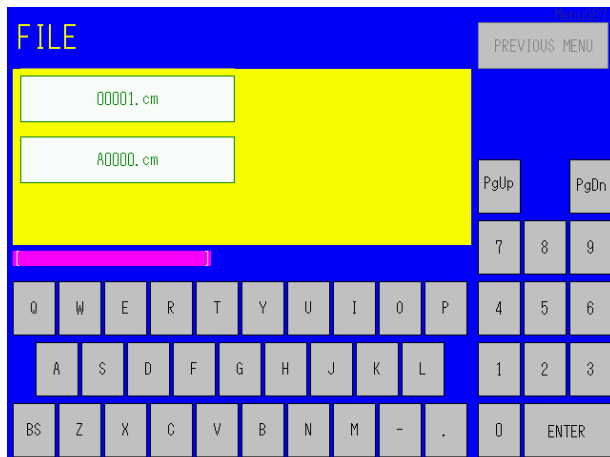 FILE
PREVIOUS MENU
00001.cm
A0000.cm
PgUp PgDn
[ ]
7 8 9
Q W E R T Y U I O P 4 5 6
A S D F G H J K L 1 2 3
BS Z X C V B N M - . 0 ENTER